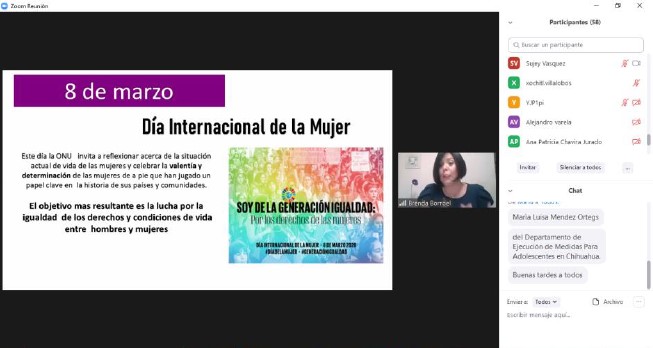 Zoom Reunión
8 de marzo
Día Internacional de la Mujer
Este día la ONU invita a reflexionar acerca de la situación
actual de vida de las mujeres y celebrar la valentía y
determinación de las mujeres de a pie que han jugado un
papel clave en la historia de sus países y comunidades.
El objetivo mas resultante es la lucha por la
igualdad de los derechos y condiciones de vida
entre hombres y mujeres
SOY DE LA GENERACIÓN IGUALDAD:
Por los derechos de las mujeres
DÍA INTERNACIONAL DE LA MUJER - 8 DE MARZO 2020
#DIADELAMUJER - #GENERACIONIGUALDAD
Brenda Borrdel
Participantes (58)
Buscar un participante
SV Sujey Vasquez
X xochitl.villalobos
Y YJP1pi
AV Alejandro varela
AP Ana Patricia Chavira Jurado
Invitar
Silenciar a todos
...
Chat
Maria Luisa Mendez Ortegs
del Departamento de
Ejecución de Medidas Para
Adolescentes en Chihuahua.
Buenas tardes a todos
Enviar a: Todos
Archivo
...
Escribir mensaje aquí...